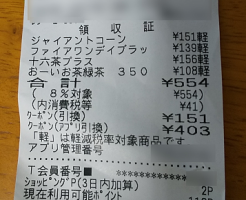 領 収 証
ジャイアントコーン ¥151軽
ファイアワンデイブラッ ¥139軽
十六茶プラス ¥156軽
おーいお茶緑茶 350 ¥108軽
合 計 ¥554
( 8%対象 ¥554)
(内消費税等 ¥41)
クーポン(引換) ¥151
クーポン(アプリ引換) ¥403
「軽」は軽減税率対象商品です
アプリ管理番号
T会員番号■ ***********
ショッピングP(3日内加算) 2P
現在利用可能ポイント